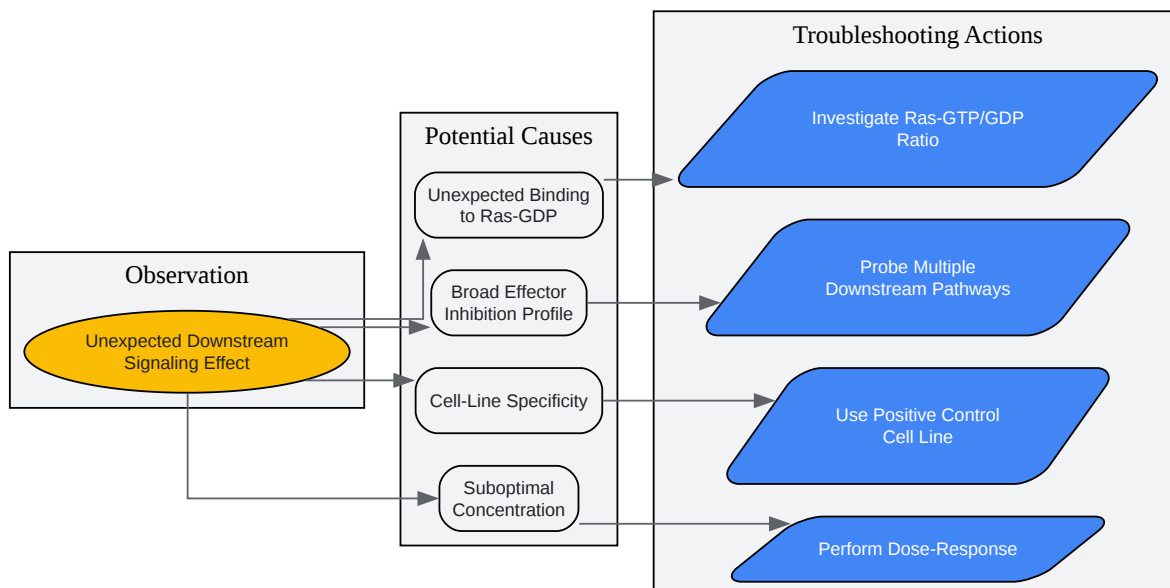 Observation
Unexpected Downstream
Signaling Effect
Potential Causes
Unexpected Binding
to Ras-GDP
Broad Effector
Inhibition Profile
Cell-Line Specificity
Suboptimal
Concentration
Troubleshooting Actions
Investigate Ras-GTP/GDP
Ratio
Probe Multiple
Downstream Pathways
Use Positive Control
Cell Line
Perform Dose-Response